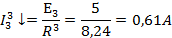 I₃³ ↓= E₃/R³ = 5/8,24 = 0,61A